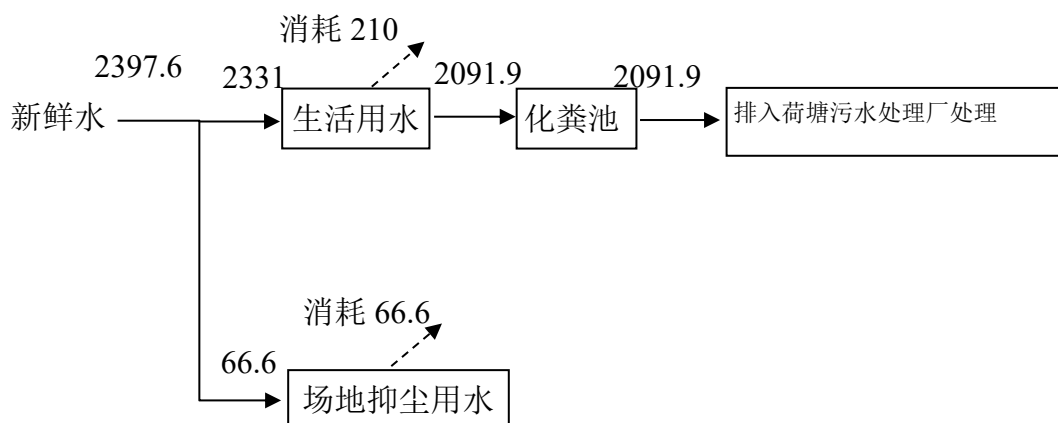 消耗 210
2397.6
2331
2091.9
2091.9
新鲜水
生活用水
化粪池
排入荷塘污水处理厂处理
消耗 66.6
66.6
场地抑尘用水